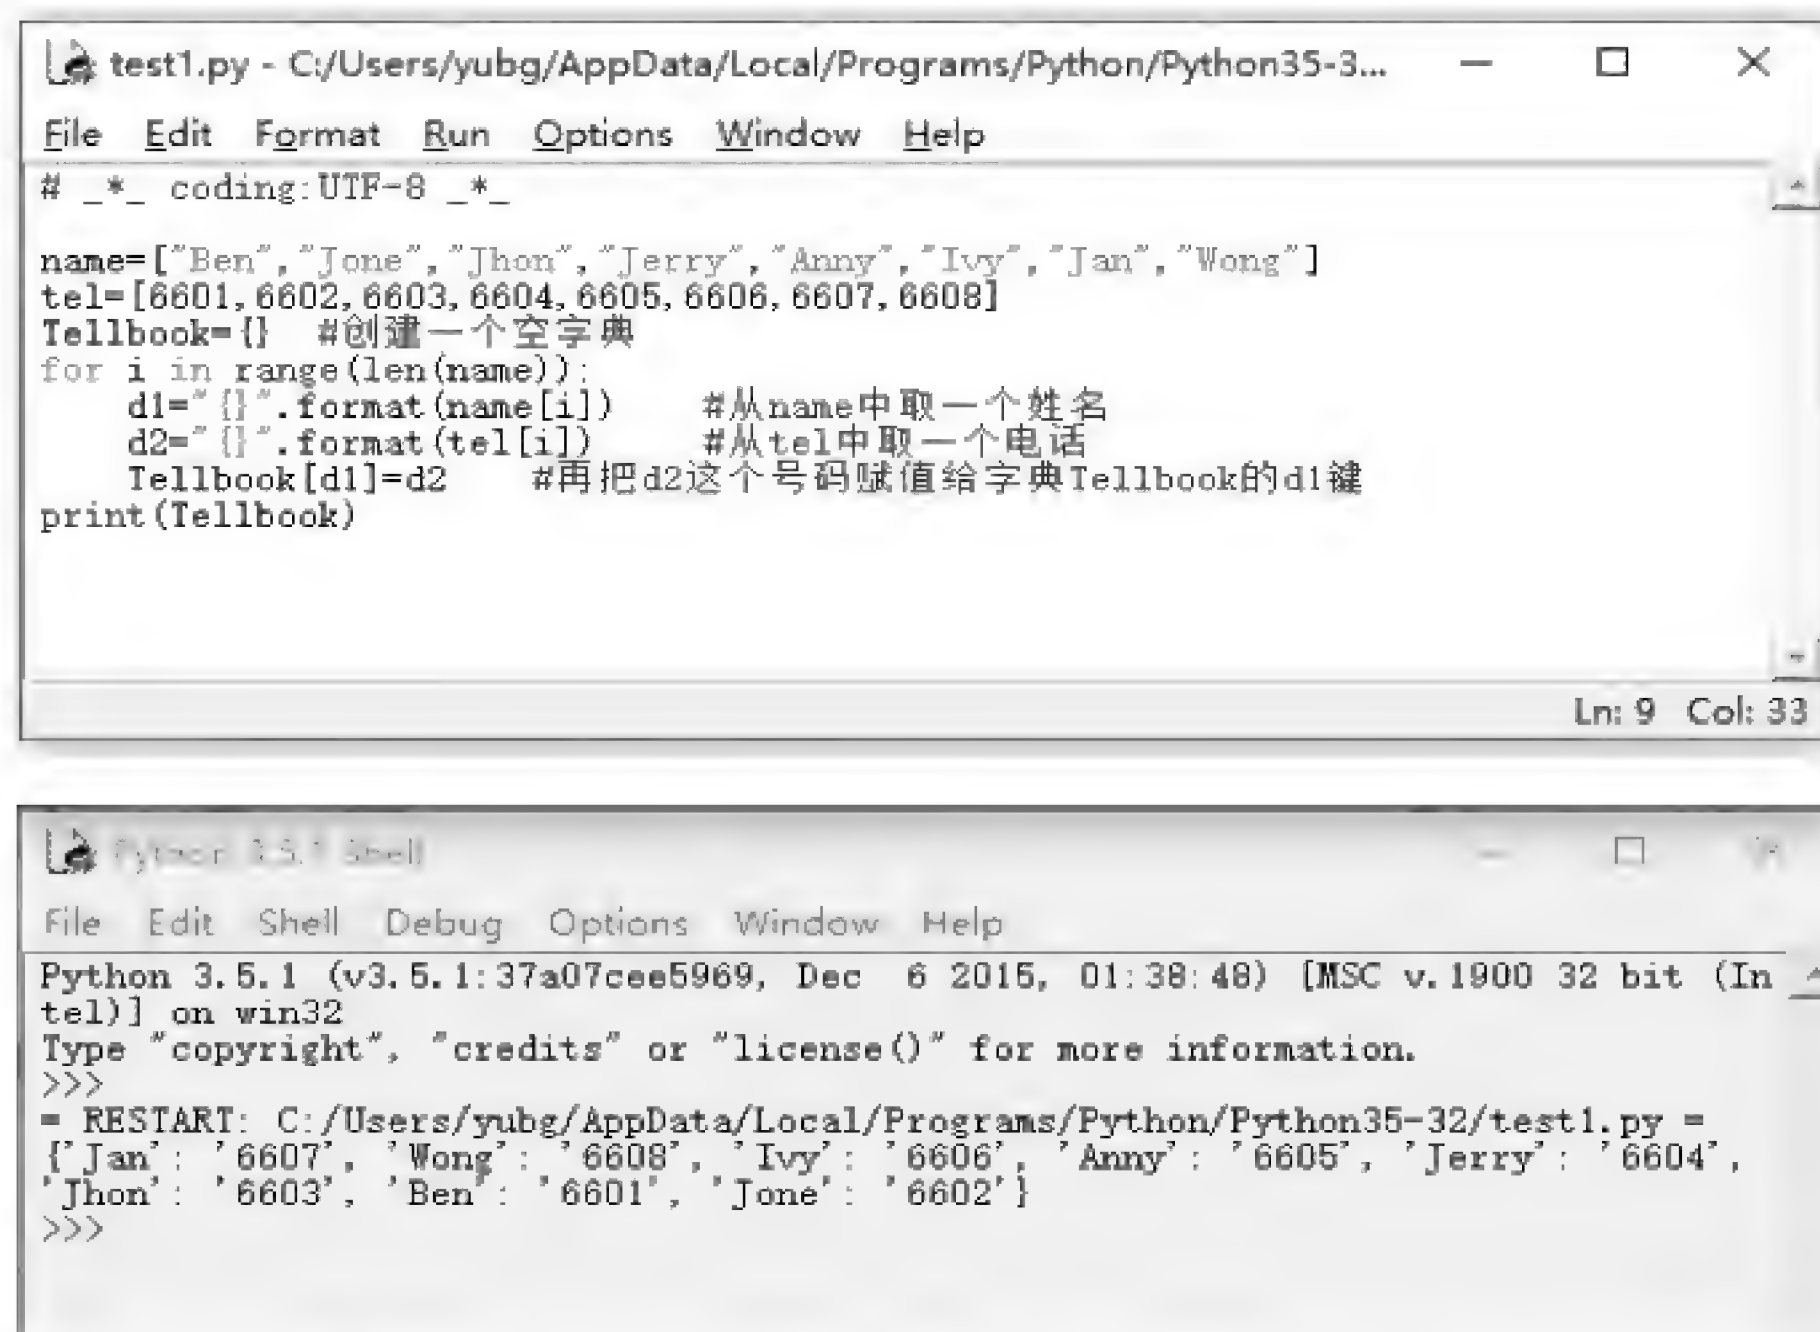 test1.py - C:/Users/yubg/AppData/Local/Programs/Python/Python35-3...
File Edit Format Run Options Window Help
# _*_ coding:UTF-8 _*_
name=["Ben","Jone","Jhon","Jerry","Anny","Ivy","Jan","Wong"]
tel=[6601,6602,6603,6604,6605,6606,6607,6608]
Tellbook={} #创建一个空字典
for i in range(len(name)):
    d1="{}".format(name[i])    #从name中取一个姓名
    d2="{}".format(tel[i])     #从tel中取一个电话
    Tellbook[d1]=d2    #再把d2这个号码赋值给字典Tellbook的d1键
print(Tellbook)
Ln: 9 Col: 33
Python 3.5.1 Shell
File Edit Shell Debug Options Window Help
Python 3.5.1 (v3.5.1:37a07cee5969, Dec  6 2015, 01:38:48) [MSC v.1900 32 bit (In
tel)] on win32
Type "copyright", "credits" or "license()" for more information.
>>>
= RESTART: C:/Users/yubg/AppData/Local/Programs/Python/Python35-32/test1.py =
{'Jan': '6607', 'Wong': '6608', 'Ivy': '6606', 'Anny': '6605', 'Jerry': '6604',
'Jhon': '6603', 'Ben': '6601', 'Jone': '6602'}
>>>